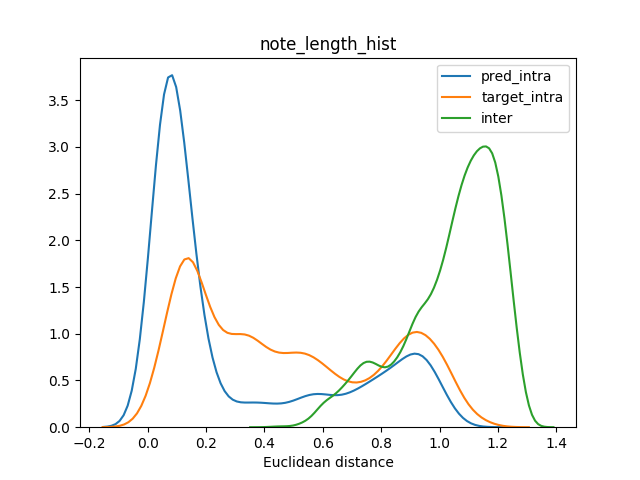 note_length_hist
pred_intra
target_intra
inter
3.5
3.0
2.5
2.0
1.5
1.0
0.5
0.0
−0.2 0.0 0.2 0.4 0.6 0.8 1.0 1.2 1.4
Euclidean distance